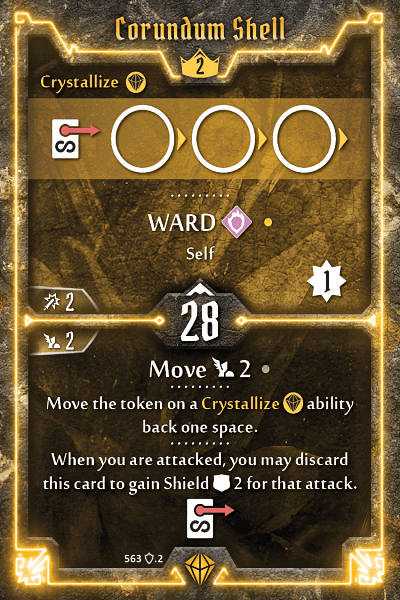 Corundum Shell
2
Crystallize
S
WARD
Self
1
2
28
2
Move 2
Move the token on a Crystallize ability
back one space.
When you are attacked, you may discard
this card to gain Shield 2 for that attack.
S
563 .2